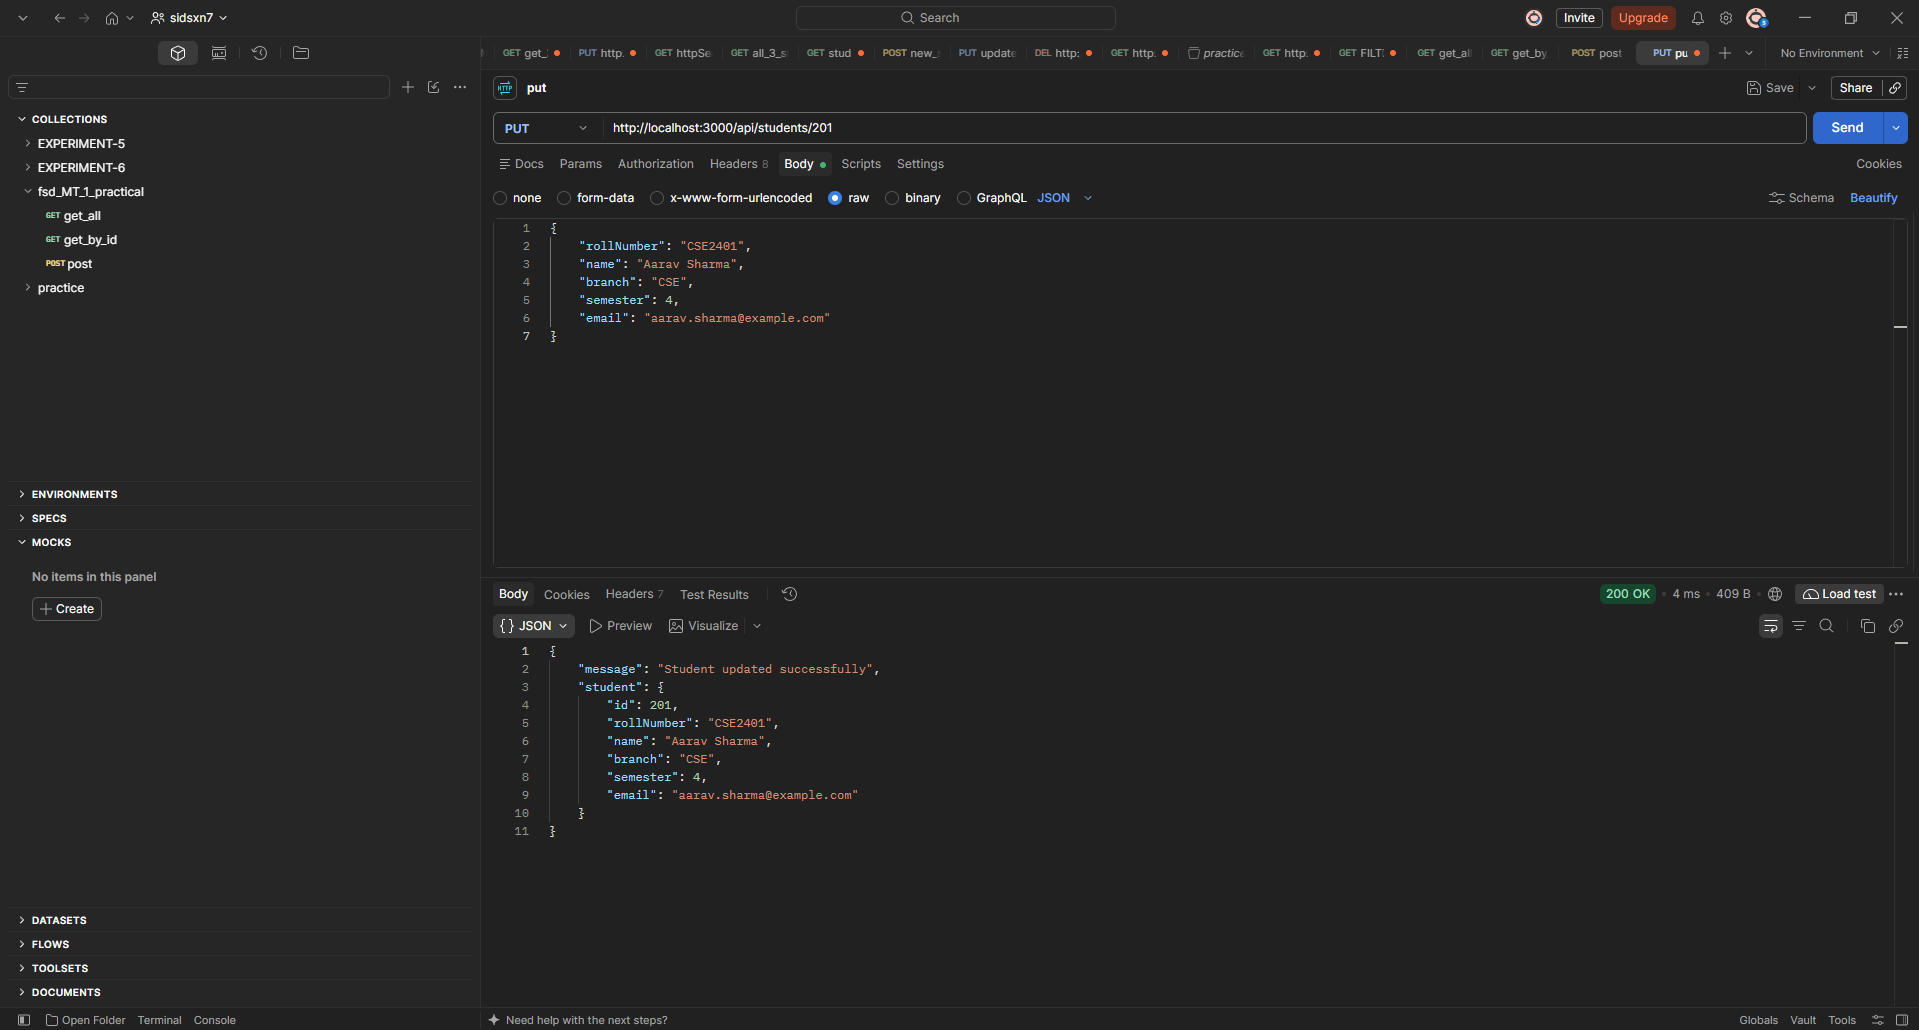 sidsxn7
Search
Invite
Upgrade
GET get_
PUT http.
GET httpSe
GET all_3_s
GET stud
POST new_
PUT update
DEL http:
GET http.
practice
GET http:
GET FILT
GET get_all
GET get_by
POST post
PUT pu
No Environment
HTTP put
Save
Share
COLLECTIONS
EXPERIMENT-5
EXPERIMENT-6
fsd_MT_1_practical
GET get_all
GET get_by_id
POST post
practice
ENVIRONMENTS
SPECS
MOCKS
No items in this panel
Create
DATASETS
FLOWS
TOOLSETS
DOCUMENTS
PUT
http://localhost:3000/api/students/201
Send
Docs
Params
Authorization
Headers 8
Body
Scripts
Settings
Cookies
none
form-data
x-www-form-urlencoded
raw
binary
GraphQL
JSON
Schema
Beautify
1 {
2 "rollNumber": "CSE2401",
3 "name": "Aarav Sharma",
4 "branch": "CSE",
5 "semester": 4,
6 "email": "aarav.sharma@example.com"
7 }
Body
Cookies
Headers 7
Test Results
200 OK
4 ms
409 B
Load test
{} JSON
Preview
Visualize
1 {
2 "message": "Student updated successfully",
3 "student": {
4 "id": 201,
5 "rollNumber": "CSE2401",
6 "name": "Aarav Sharma",
7 "branch": "CSE",
8 "semester": 4,
9 "email": "aarav.sharma@example.com"
10 }
11 }
Open Folder
Terminal
Console
Need help with the next steps?
Globals
Vault
Tools